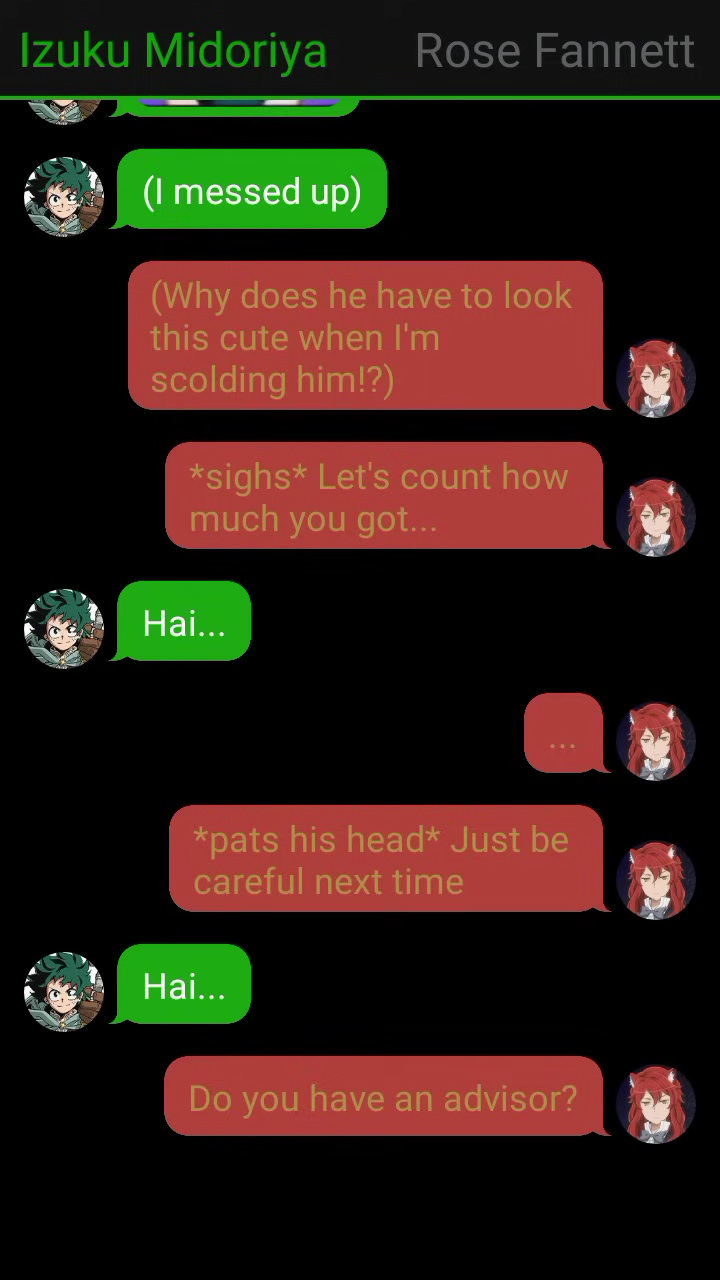 Izuku Midoriya
Rose Fannett
(I messed up)
(Why does he have to look
this cute when I'm
scolding him!?)
*sighs* Let's count how
much you got...
Hai...
...
*pats his head* Just be
careful next time
Hai...
Do you have an advisor?